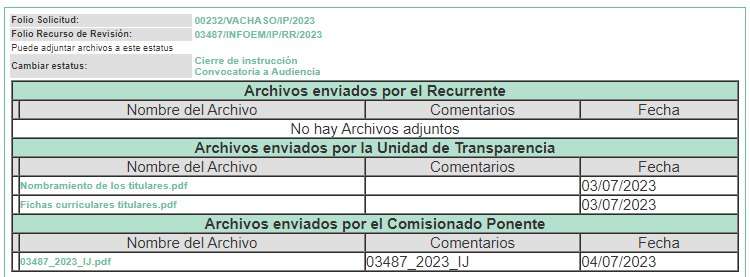 Folio Solicitud: 00232/VACHASO/IP/2023
Folio Recurso de Revisión: 03487/INFOEM/IP/RR/2023
Puede adjuntar archivos a este estatus
Cambiar estatus: Cierre de instrucción
Convocatoria a Audiencia
Archivos enviados por el Recurrente
Nombre del Archivo Comentarios Fecha
No hay Archivos adjuntos
Archivos enviados por la Unidad de Transparencia
Nombre del Archivo Comentarios Fecha
Nombramiento de los titulares.pdf 03/07/2023
Fichas curriculares titulares.pdf 03/07/2023
Archivos enviados por el Comisionado Ponente
Nombre del Archivo Comentarios Fecha
03487_2023_IJ.pdf 03487_2023_IJ 04/07/2023